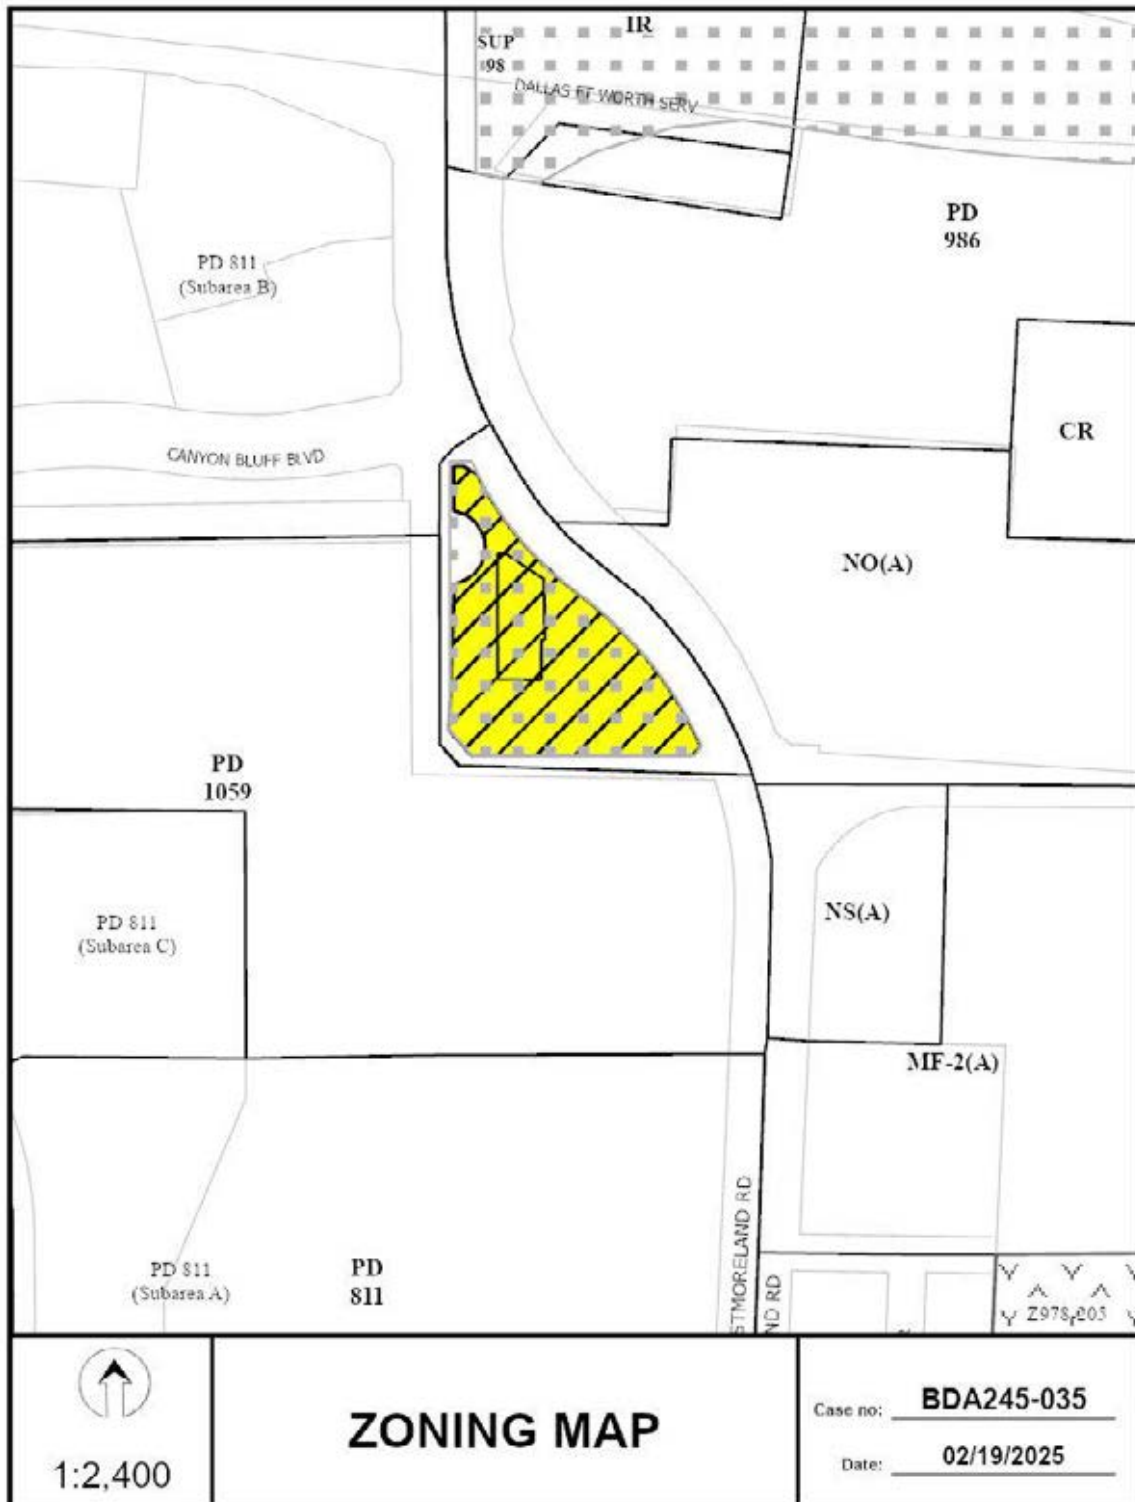 IR
SUP
98
DALLAS FT WORTH SERV
PD
986
PD 811
(Subarea B)
CR
CANYON BLUFF BLVD
NO(A)
PD
1059
PD 811
(Subarea C)
NS(A)
MF-2(A)
STMORELAND RD
ND RD
PD 811
(Subarea A)
PD
811
1:2,400
ZONING MAP
Case no: BDA245-035
Date: 02/19/2025